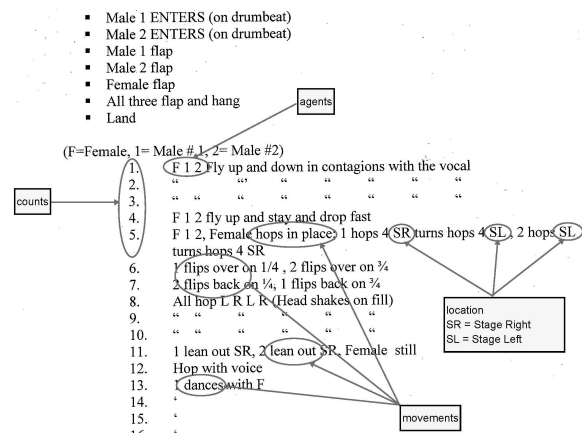 ▪ Male 1 ENTERS (on drumbeat)
▪ Male 2 ENTERS (on drumbeat)
▪ Male 1 flap
▪ Male 2 flap
▪ Female flap
▪ All three flap and hang
▪ Land
agents
(F=Female, 1= Male #1, 2= Male #2)
1. F 1 2 Fly up and down in contagions with the vocal
2. “ “’ “ “ “ “ “
3. “ “ “ “ “ “ “
counts
4. F 1 2 fly up and stay and drop fast
5. F 1 2, Female hops in place, 1 hops 4 SR turns hops 4 SL, 2 hops SL
turns hops 4 SR
6. 1 flips over on 1/4 , 2 flips over on ¾
7. 2 flips back on ¼, 1 flips back on ¾
8. All hop L R L R (Head shakes on fill)
9. “ “ “ “ “ “
10. “ “ “ “ “ “
location
SR = Stage Right
SL = Stage Left
11. 1 lean out SR, 2 lean out SR, Female still
12. Hop with voice
13. 1 dances with F
14. ‘
15. ‘
movements